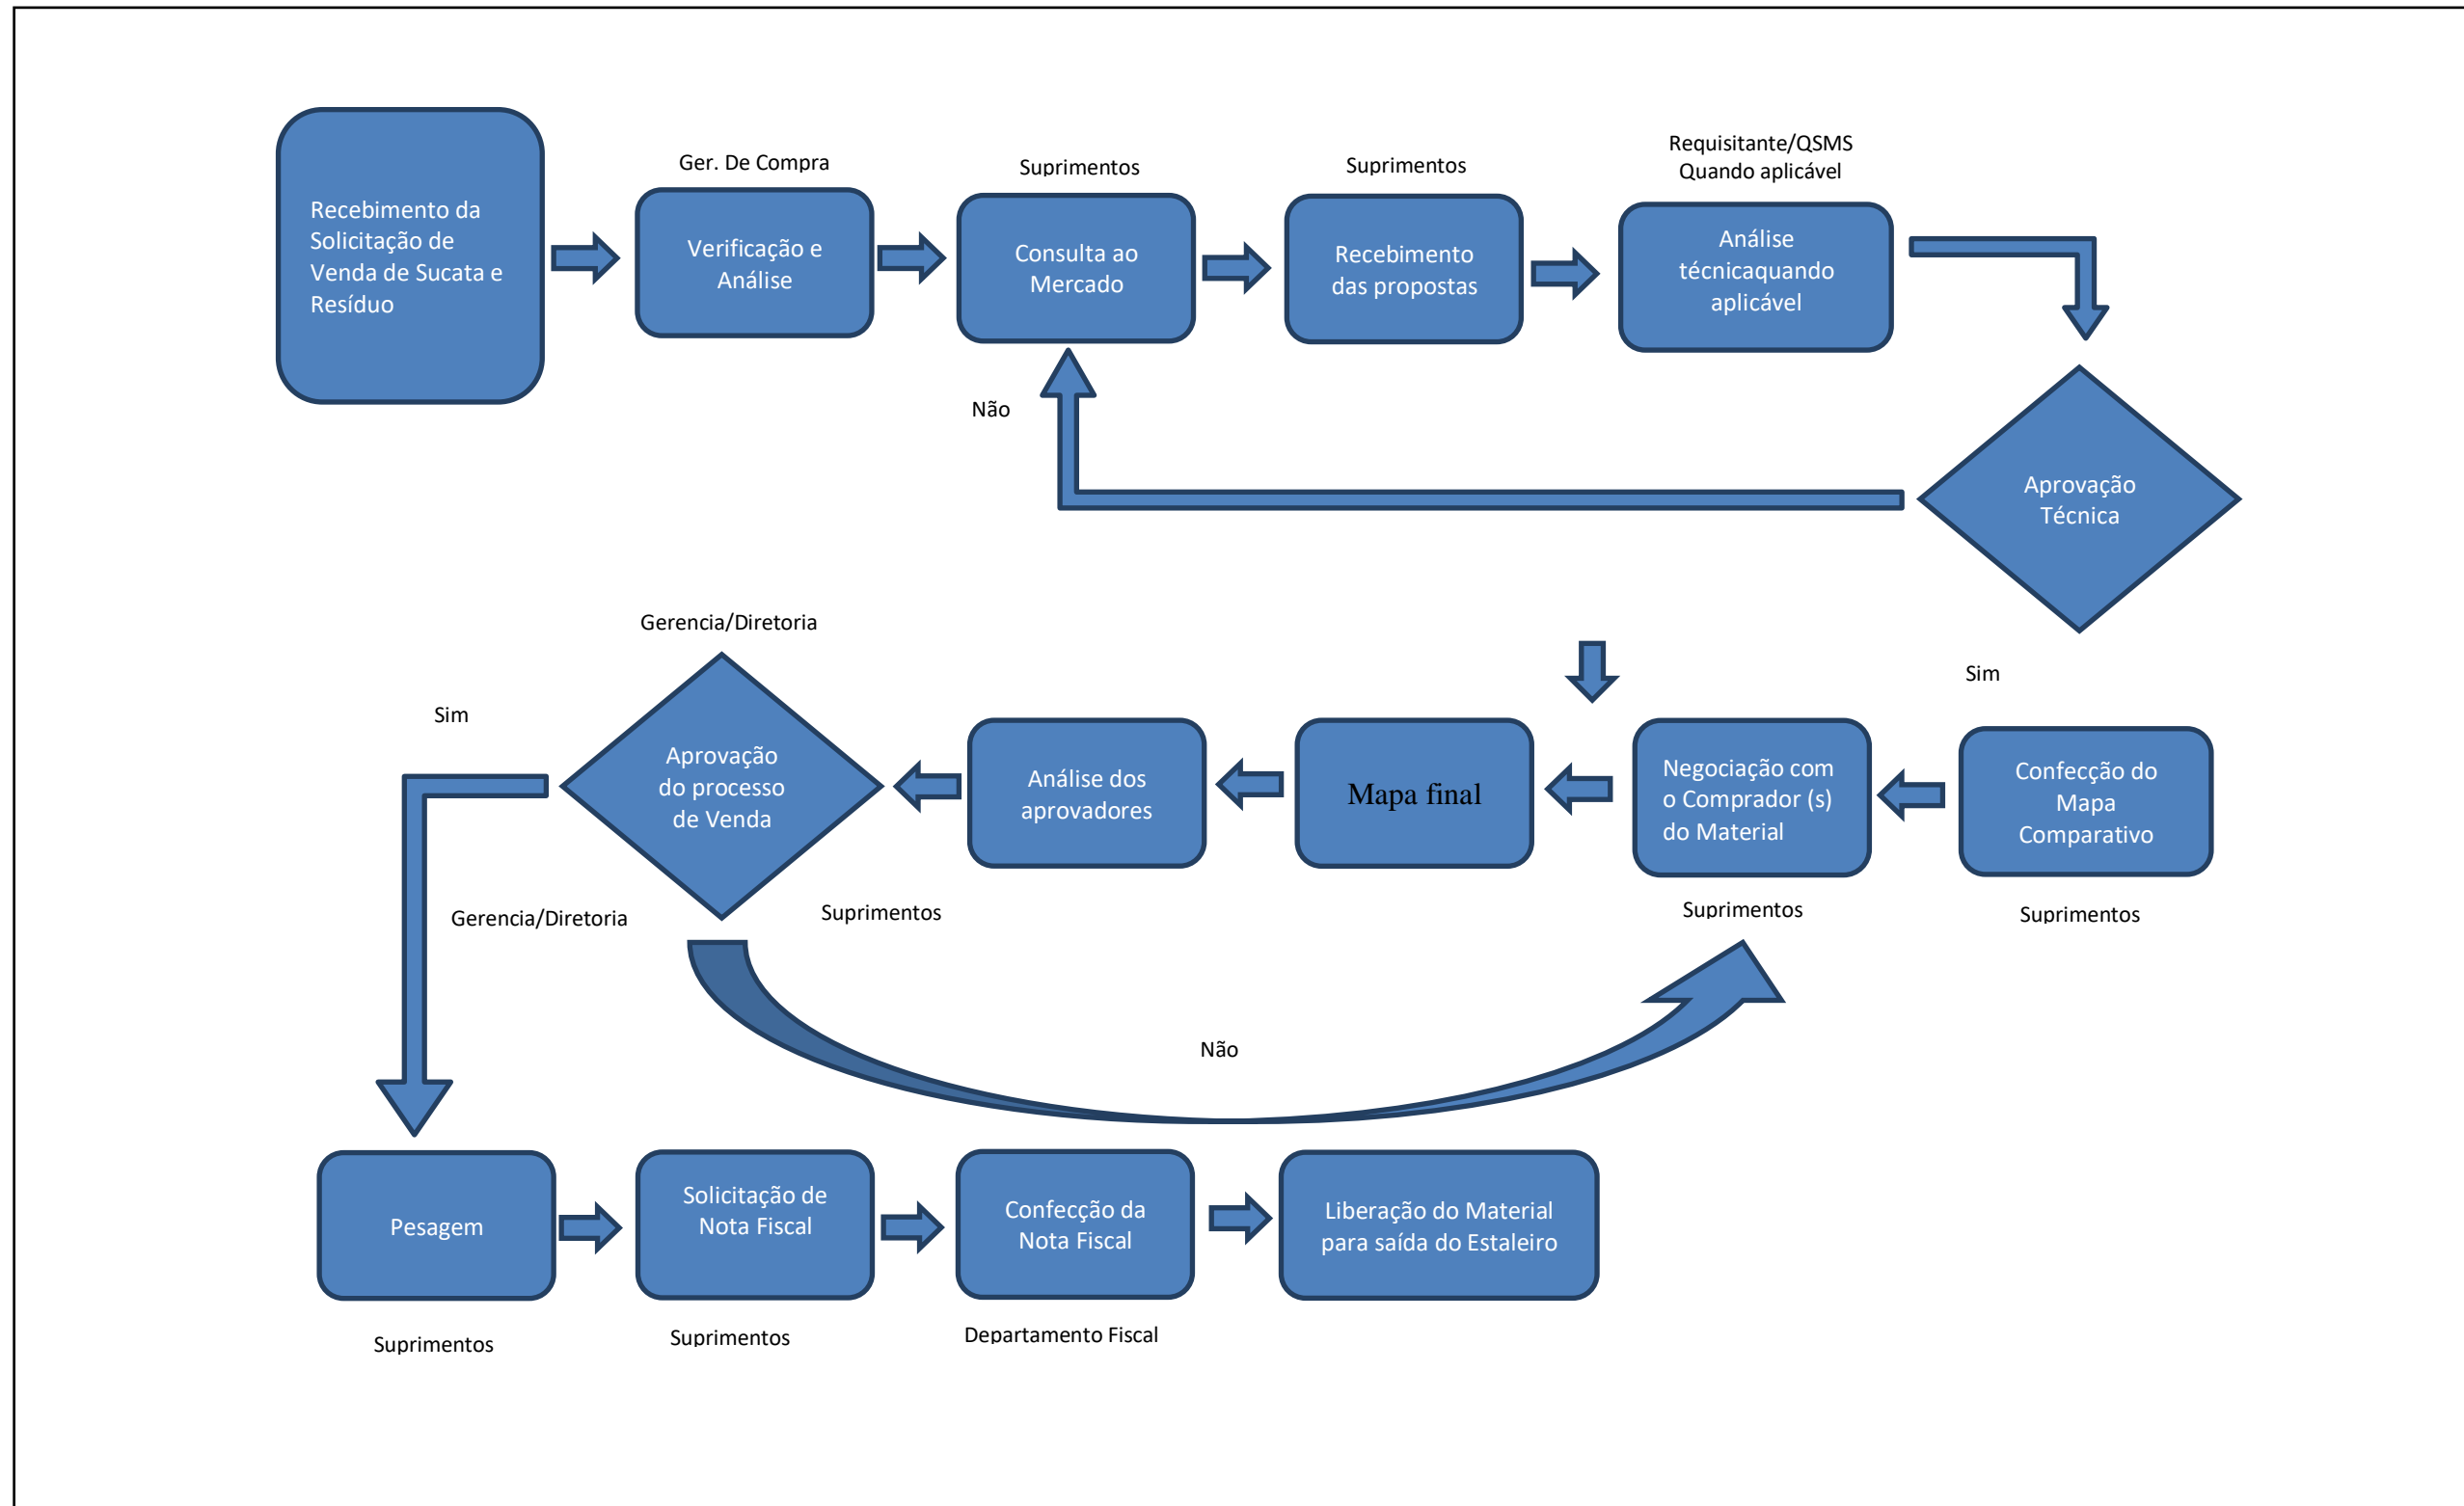 Recebimento da
Solicitação de
Venda de Sucata e
Resíduo
Ger. De Compra
Verificação e
Análise
Suprimentos
Consulta ao
Mercado
Suprimentos
Recebimento
das propostas
Requisitante/QSMS
Quando aplicável
Análise
técnicaquando
aplicável
Não
Aprovação
Técnica
Sim
Gerencia/Diretoria
Sim
Aprovação
do processo
de Venda
Análise dos
aprovadores
Mapa final
Negociação com
o Comprador (s)
do Material
Confecção do
Mapa
Comparativo
Gerencia/Diretoria
Suprimentos
Suprimentos
Suprimentos
Não
Pesagem
Solicitação de
Nota Fiscal
Confecção da
Nota Fiscal
Liberação do Material
para saída do Estaleiro
Suprimentos
Suprimentos
Departamento Fiscal